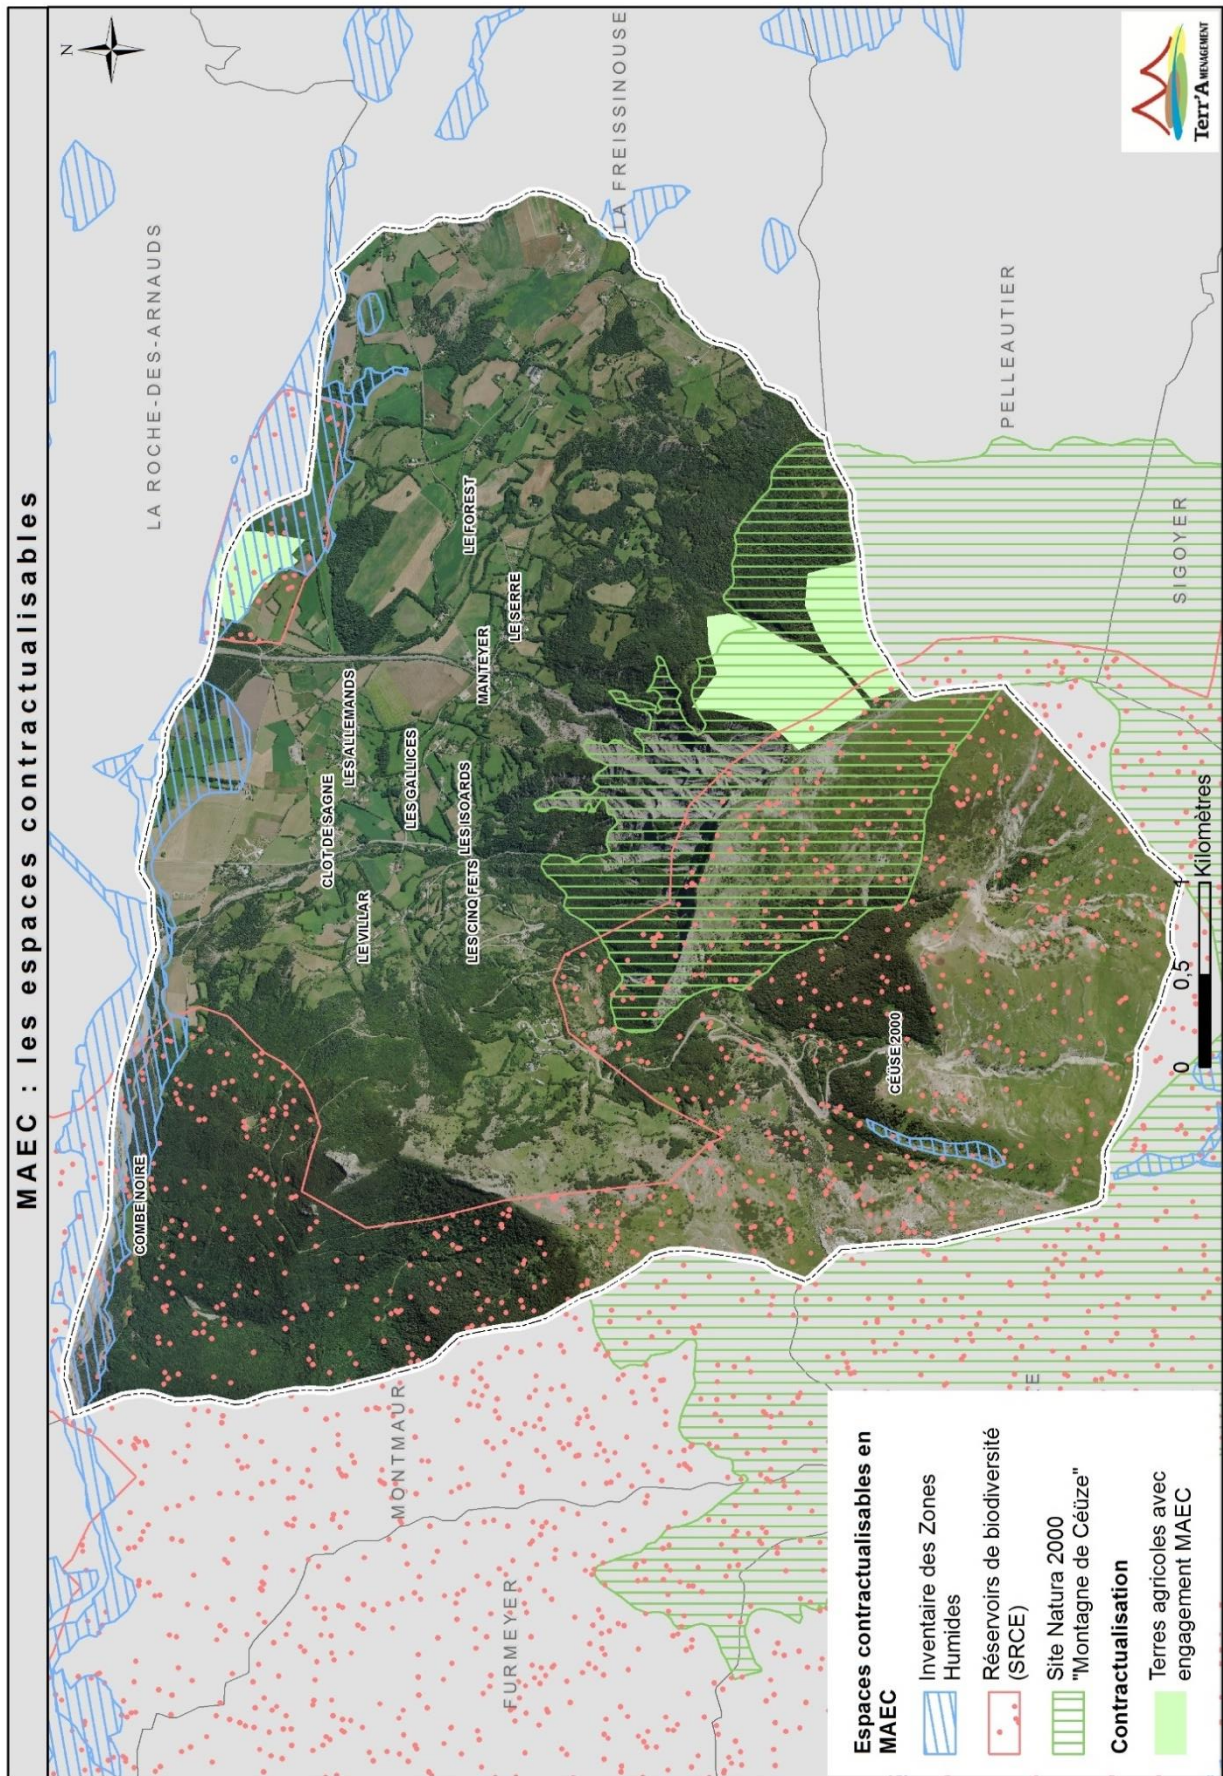 MAEC : les espaces contractualisables
N
LA ROCHE-DES-ARNAUDS
COMBE NOIRE
CLOT DE SAGNE
LES ALLEMANDS
LE VILLAR
LES GALLICES
MONTMAUR
LES CINQ FETS
LES ISOARDS
MANTEYER
LE FOREST
LE SERRE
LA FREISSINOUSE
FURMEYER
CEÜSE 2000
PELLEAUTIER
SIGOYER
Espaces contractualisables en
MAEC
Inventaire des Zones
Humides
Réservoirs de biodiversité
(SRCE)
Site Natura 2000
"Montagne de Céüze"
Contractualisation
Terres agricoles avec
engagement MAEC
0
0,5
1
Kilomètres
Terr'AMENAGEMENT